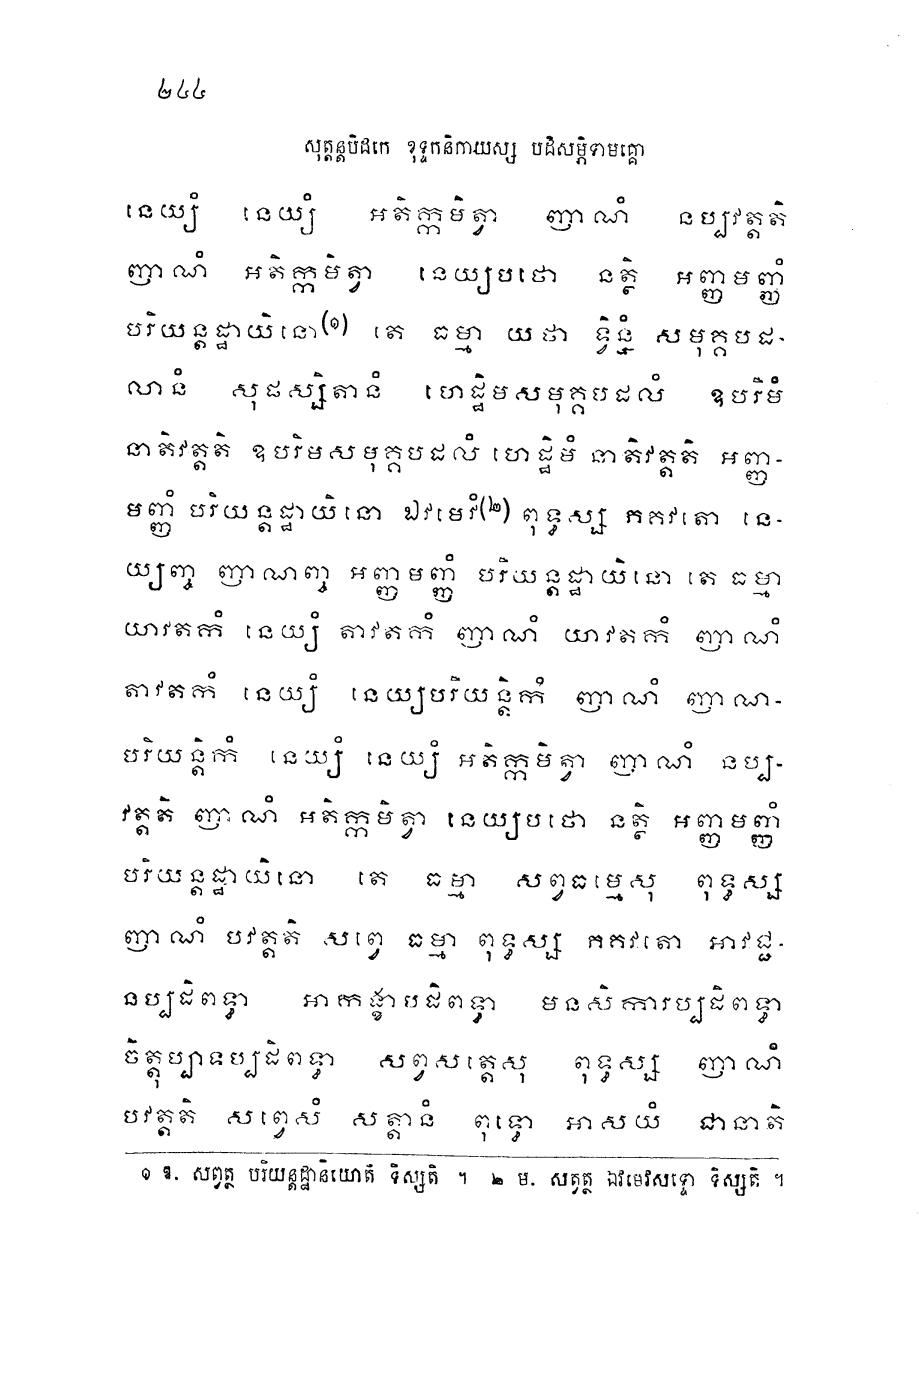 ២៤៤
សុត្តន្តបិដកេ ខុទ្ទកនិកាយស្ស បដិសម្ភិទាមគ្គោ
នេយ្យំ នេយ្យំ អតិក្កមិត្វា ញាណំ នប្បវត្តតិ
ញាណំ អតិក្កមិត្វា នេយ្យបថោ នត្ថិ អញ្ញមញ្ញំ
បរិយន្តដ្ឋាយិនោ(១) តេ ធម្មា យថា ទ្វិន្នំ សមុក្កបដ-
លានំ សុផស្សិតានំ ហេដ្ឋិមសមុក្កបដលំ ឧបរិមំ
នាតិវត្តតិ ឧបរិមសមុក្កបដលំ ហេដ្ឋិមំ នាតិវត្តតិ អញ្ញ-
មញ្ញំ បរិយន្តដ្ឋាយិនោ ឯវមេវំ(២) ពុទ្ធស្ស ភគវតោ នេ-
យ្យញ្ច ញាណញ្ច អញ្ញមញ្ញំ បរិយន្តដ្ឋាយិនោ តេ ធម្មា
យាវតកំ នេយ្យំ តាវតកំ ញាណំ យាវតកំ ញាណំ
តាវតកំ នេយ្យំ នេយ្យបរិយន្តិកំ ញាណំ ញាណ-
បរិយន្តិកំ នេយ្យំ នេយ្យំ អតិក្កមិត្វា ញាណំ នប្ប-
វត្តតិ ញាណំ អតិក្កមិត្វា នេយ្យបថោ នត្ថិ អញ្ញមញ្ញំ
បរិយន្តដ្ឋាយិនោ តេ ធម្មា សព្វធម្មេសុ ពុទ្ធស្ស
ញាណំ បវត្តតិ សព្វេ ធម្មា ពុទ្ធស្ស ភគវតោ អាវជ្ជ-
នប្បដិពទ្ធា អាកង្ខាបដិពទ្ធា មនសិការប្បដិពទ្ធា
ចិត្តុប្បាទប្បដិពទ្ធា សព្វសត្តេសុ ពុទ្ធស្ស ញាណំ
បវត្តតិ សព្វេសំ សត្តានំ ពុទ្ធោ អាសយំ ជានាតិ
១ ឱ. សព្វត្ថ បរិយន្តដ្ឋានិយោតិ ទិស្សតិ ។ ២ ម. សព្វត្ថ ឯវមេវសទ្ទោ ទិស្សតិ ។